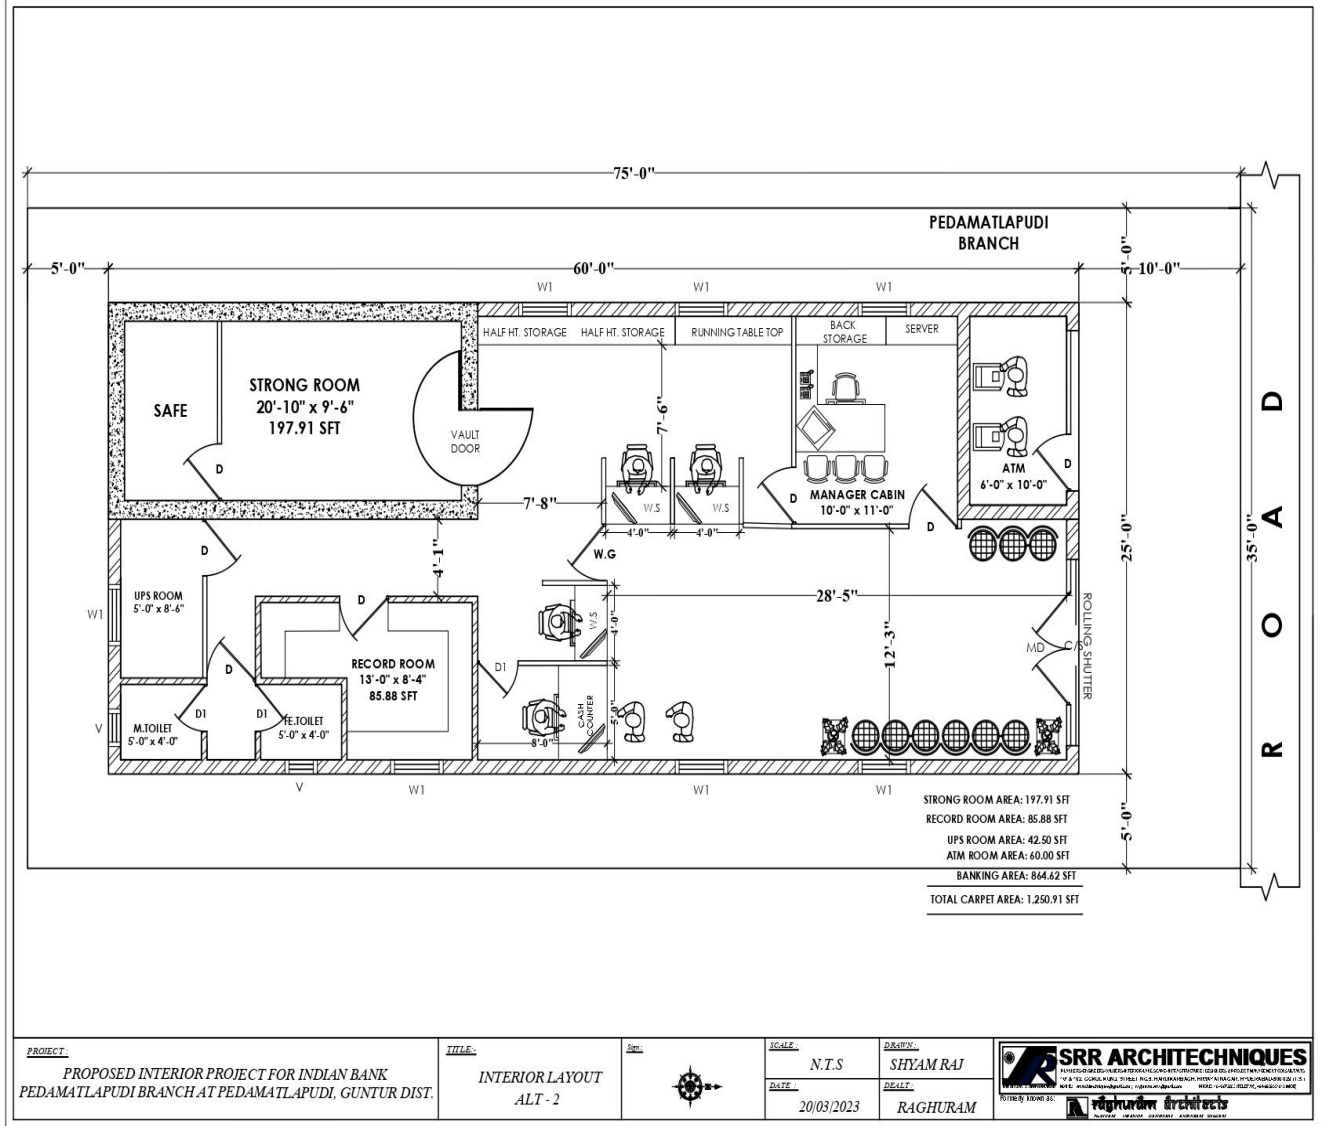 75'-0"
PEDAMATLAPUDI
BRANCH
5'-0"
60'-0"
5'-0"
10'-0"
W1
W1
W1
HALF HT. STORAGE
HALF HT. STORAGE
RUNNING TABLE TOP
BACK
STORAGE
SERVER
STRONG ROOM
20'-10" x 9'-6"
197.91 SFT
SAFE
VAULT
DOOR
7'-6"
D
D
ATM
6'-0" x 10'-0"
D
MANAGER CABIN
10'-0" x 11'-0"
D
7'-8"
W.S
W.S
4'-0"
4'-0"
R O A D
25'-0"
35'-0"
D
4'-1"
W.G
UPS ROOM
5'-0" x 8'-6"
W1
D
28'-5"
W.S
4'-0"
12'-3"
ROLLING SHUTTER
MD
C/S
D
RECORD ROOM
13'-0" x 8'-4"
85.88 SFT
D1
D1
D1
CASH
COUNTER
5'-0"
M.TOILET
5'-0" x 4'-0"
FE.TOILET
5'-0" x 4'-0"
V
8'-0"
V
W1
W1
W1
5'-0"
STRONG ROOM AREA: 197.91 SFT
RECORD ROOM AREA: 85.88 SFT
UPS ROOM AREA: 42.50 SFT
ATM ROOM AREA: 60.00 SFT
BANKING AREA: 864.62 SFT
TOTAL CARPET AREA: 1,250.91 SFT
PROJECT:
PROPOSED INTERIOR PROJECT FOR INDIAN BANK
PEDAMATLAPUDI BRANCH AT PEDAMATLAPUDI, GUNTUR DIST.
TITLE:-
INTERIOR LAYOUT
ALT - 2
Sign:
SCALE:
N.T.S
DATE:
20/03/2023
DRAWN:
SHYAM RAJ
DEALT:
RAGHURAM
SRR ARCHITECHNIQUES
Formerly known as:
raghuram architects